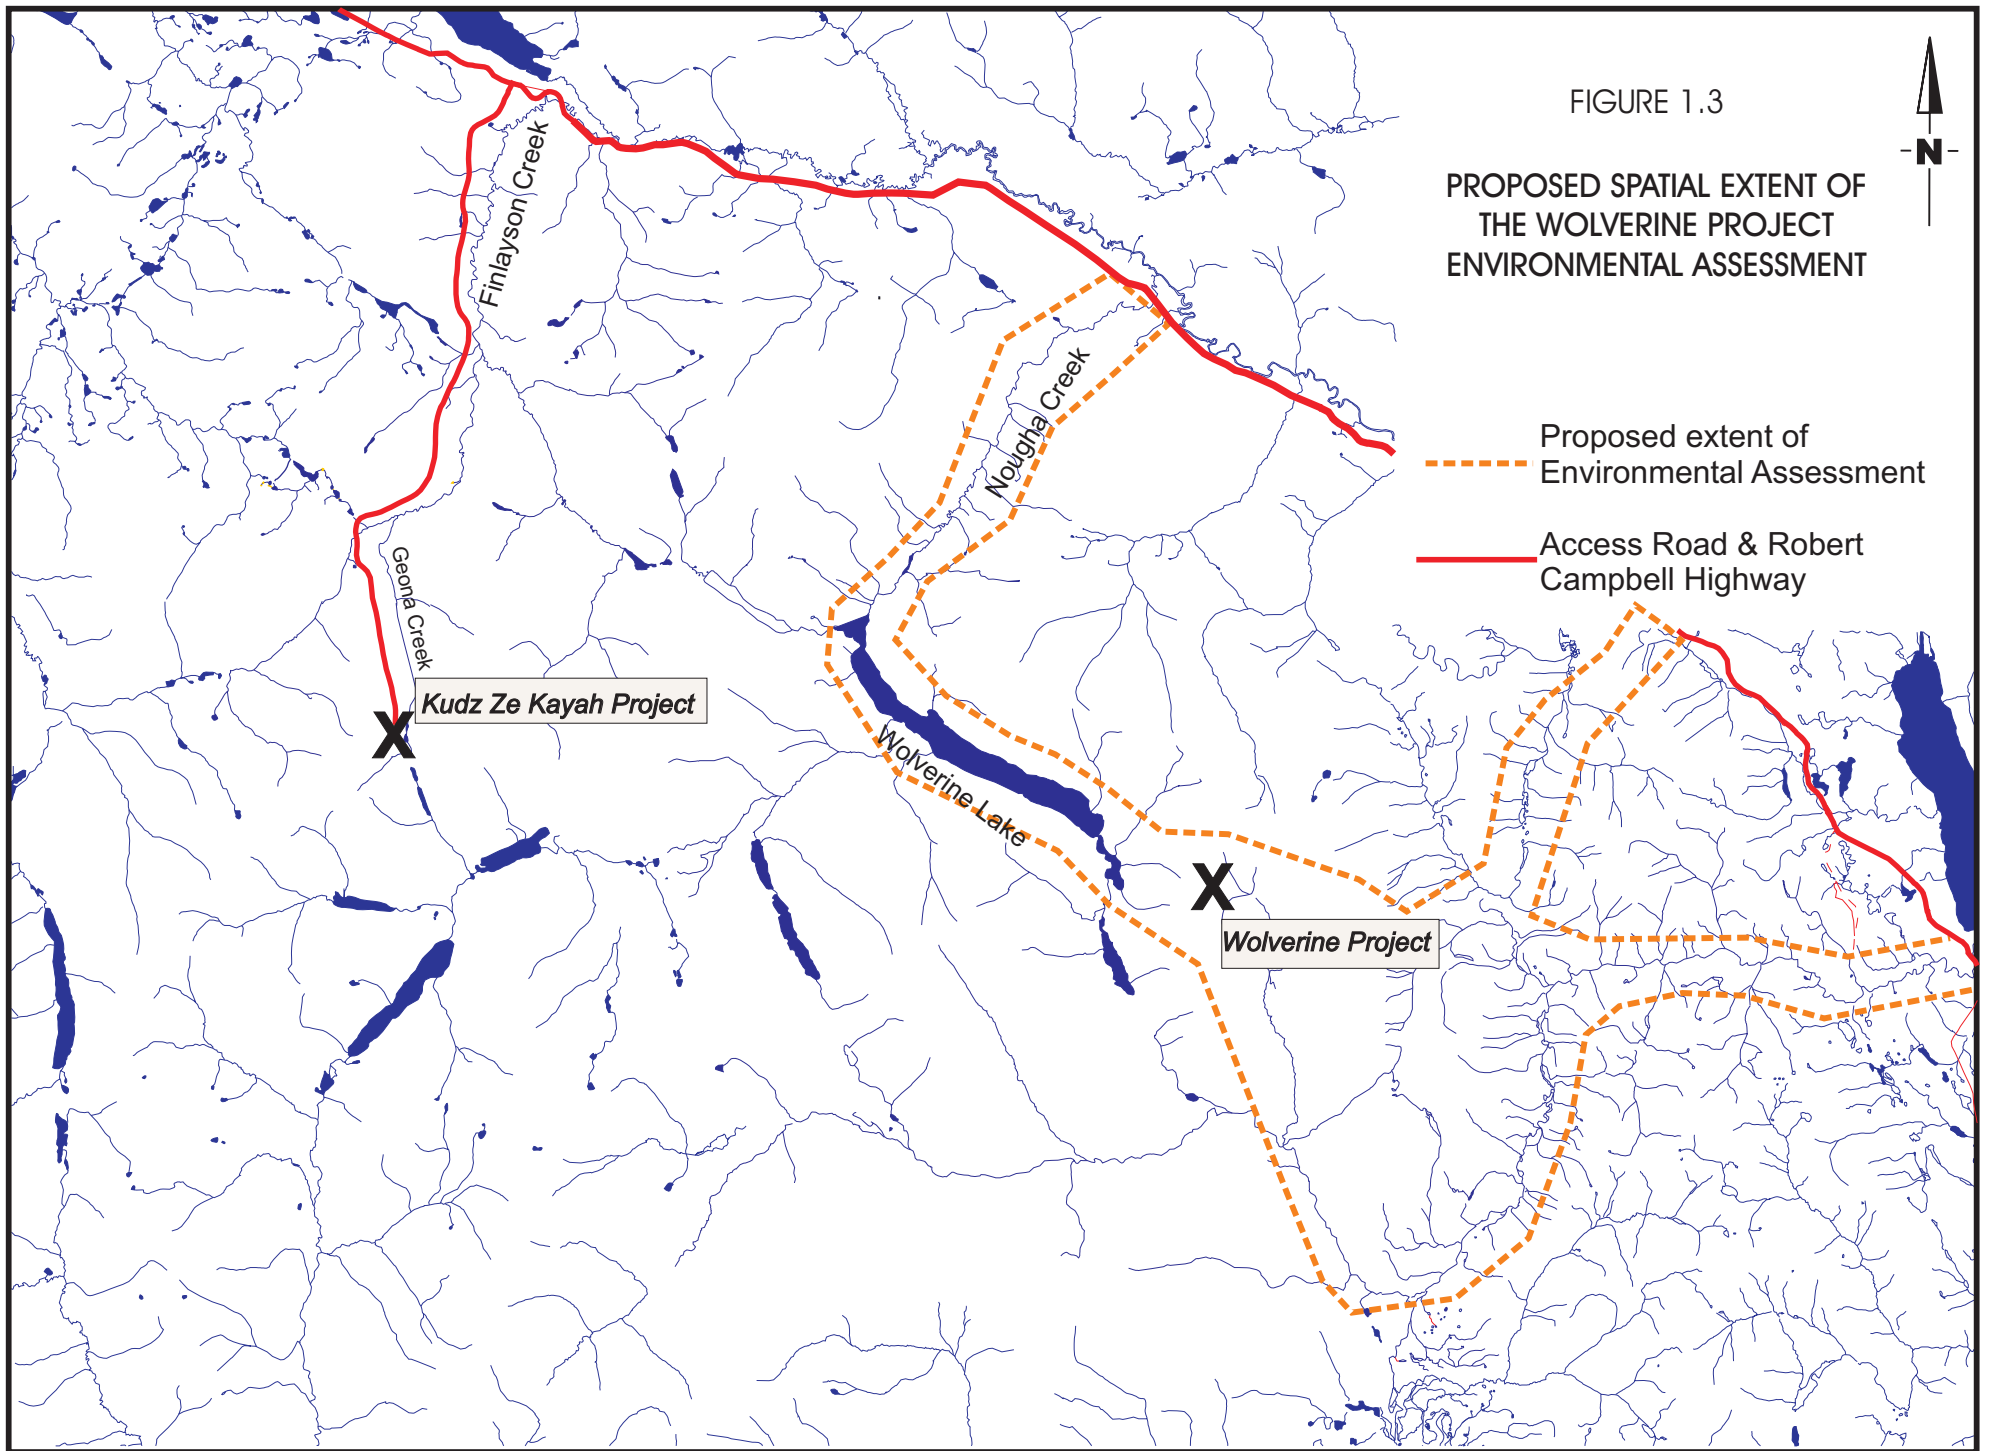 FIGURE 1.3
N
PROPOSED SPATIAL EXTENT OF
THE WOLVERINE PROJECT
ENVIRONMENTAL ASSESSMENT
Finlayson Creek
Nougha Creek
Proposed extent of
Environmental Assessment
Access Road & Robert
Campbell Highway
Geona Creek
Kudz Ze Kayah Project
X
Wolverine Lake
X
Wolverine Project